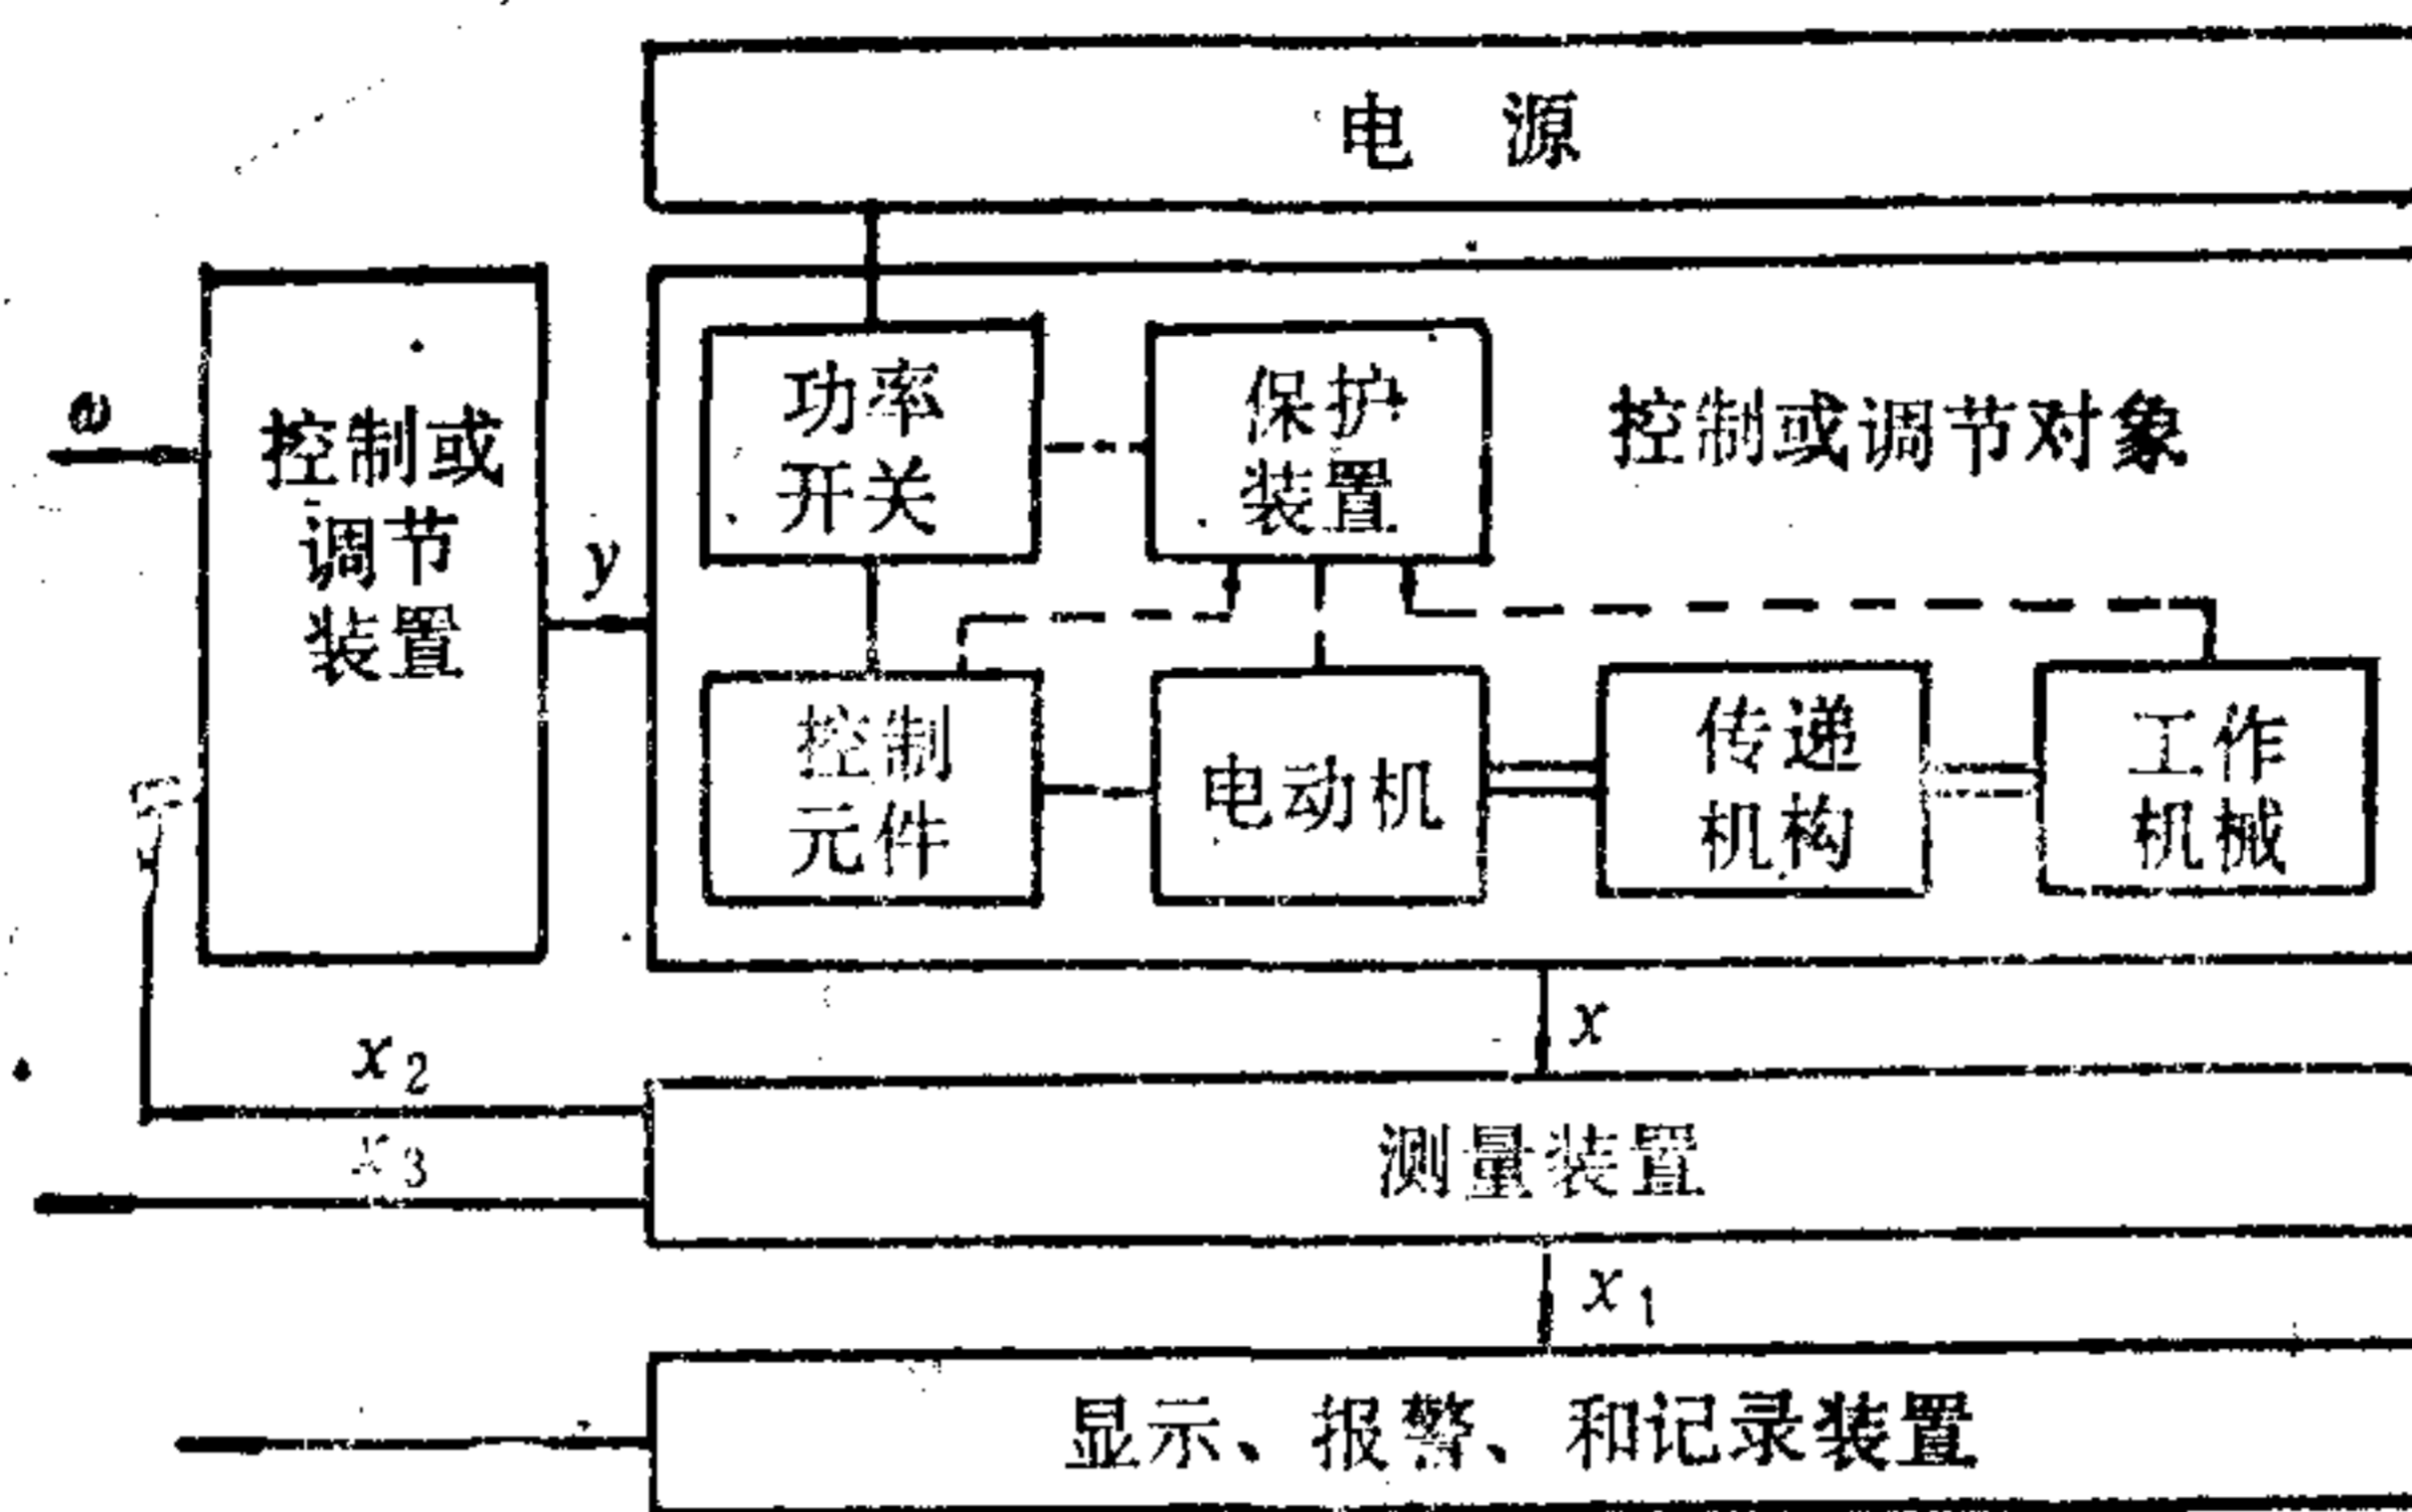 电 源
功率
开关
保护
装置
控制或调节对象
控制或
调节
装置
y
控制
元件
电动机
传递
机构
工作
机械
x
x₂
x₃
测量装置
x₁
显示、报警、和记录装置